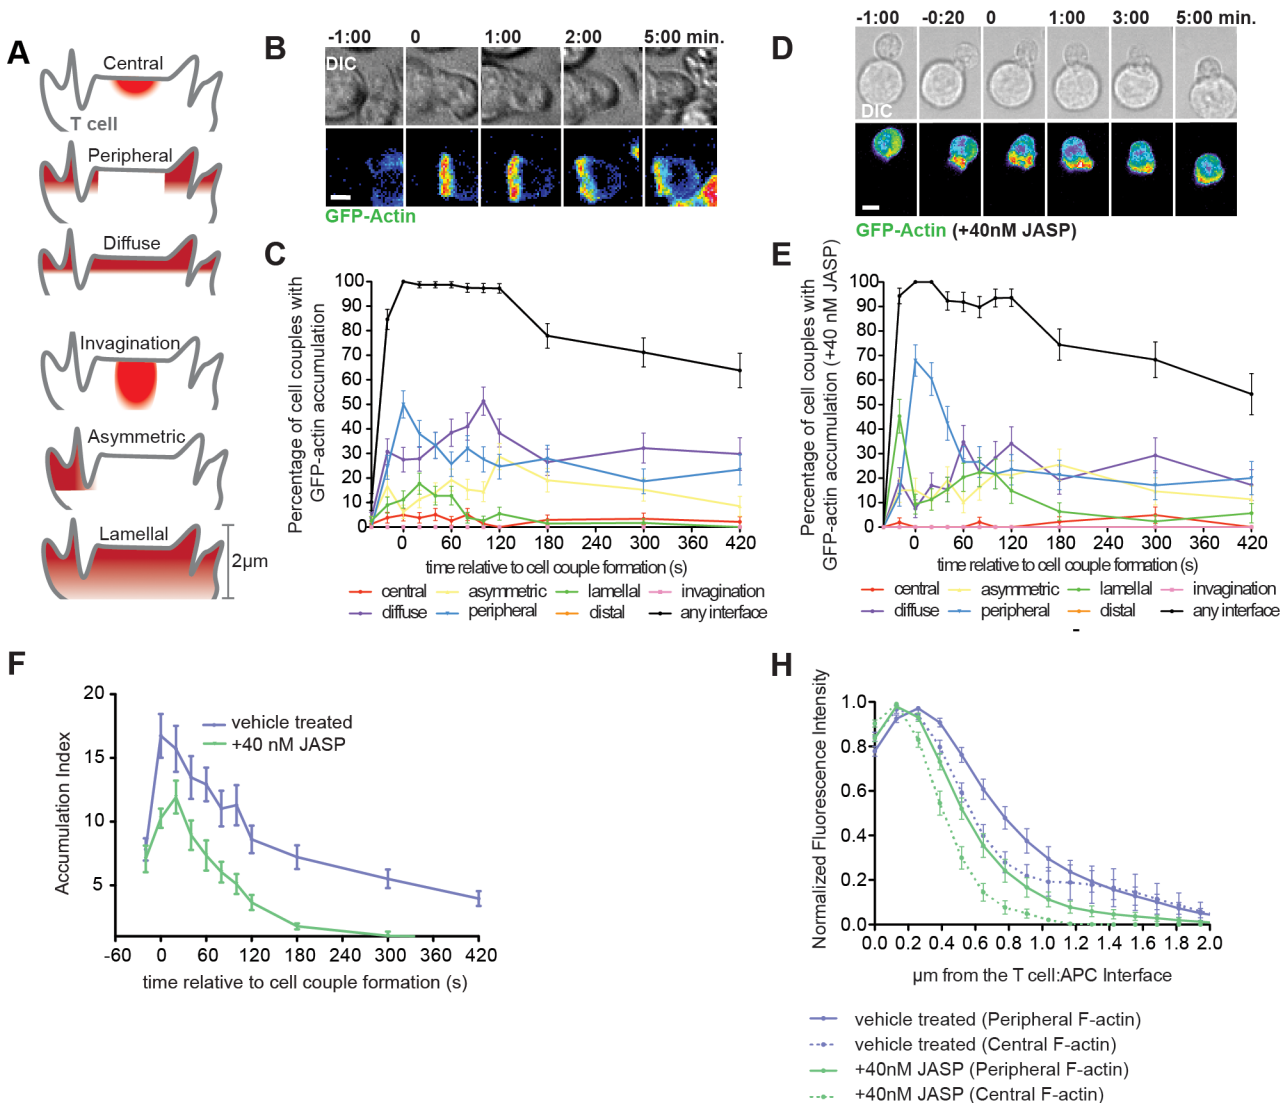 A
Central
T cell
Peripheral
Diffuse
Invagination
Asymmetric
Lamellal
2µm
B
-1:00 0 1:00 2:00 5:00 min.
DIC
GFP-Actin
C
Percentage of cell couples with
GFP-actin accumulation
100
90
80
70
60
50
40
30
20
10
0
0 60 120 180 240 300 360 420
time relative to cell couple formation (s)
central asymmetric lamellal invagination
diffuse peripheral distal any interface
D
-1:00 -0:20 0 1:00 3:00 5:00 min.
DIC
GFP-Actin (+40nM JASP)
E
Percentage of cell couples with
GFP-actin accumulation (+40 nM JASP)
100
90
80
70
60
50
40
30
20
10
0
0 60 120 180 240 300 360 420
time relative to cell couple formation (s)
central asymmetric lamellal invagination
diffuse peripheral distal any interface
-
F
Accumulation Index
20
15
10
5
vehicle treated
+40 nM JASP
-60 0 60 120 180 240 300 360 420
time relative to cell couple formation (s)
H
Normalized Fluorescence Intensity
1.0
0.8
0.6
0.4
0.2
0.0
0.0 0.2 0.4 0.6 0.8 1.0 1.2 1.4 1.6 1.8 2.0
µm from the T cell:APC Interface
vehicle treated (Peripheral F-actin)
vehicle treated (Central F-actin)
+40nM JASP (Peripheral F-actin)
+40nM JASP (Central F-actin)